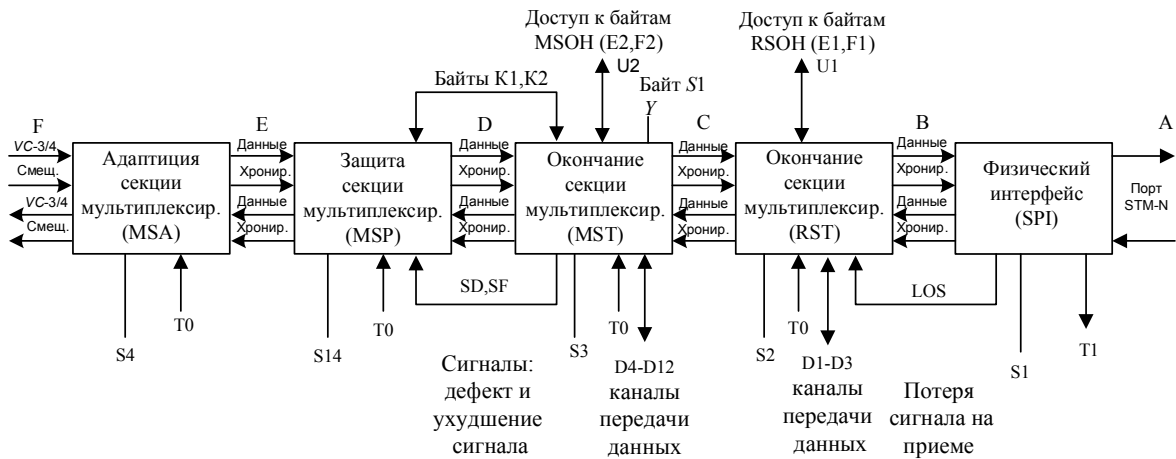 Доступ к байтам
MSOH (E2,F2)
U2
Доступ к байтам
RSOH (E1,F1)
U1
Байты K1,K2
Байт S1
Y
F
E
D
C
B
A
VC-3/4
Смещ.
VC-3/4
Смещ.
Адаптиция
секции
мультиплексир.
(MSA)
Данные
Хронир.
Данные
Хронир.
Защита
секции
мультиплексир.
(MSP)
Данные
Хронир.
Данные
Хронир.
Окончание
секции
мультиплексир.
(MST)
Данные
Хронир.
Данные
Хронир.
Окончание
секции
мультиплексир.
(RST)
Данные
Хронир.
Данные
Хронир.
Физический
интерфейс
(SPI)
Порт
STM-N
SD,SF
LOS
S4
T0
S14
T0
S3
T0
S2
T0
S1
T1
Сигналы:
дефект и
ухудшение
сигнала
D4-D12
каналы
передачи
данных
D1-D3
каналы
передачи
данных
Потеря
сигнала на
приеме